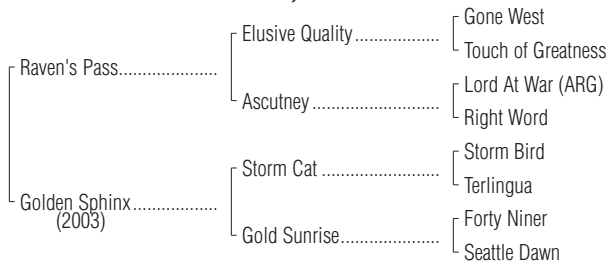 Gone West
Elusive Quality..................
Touch of Greatness
Raven's Pass.....................
Lord At War (ARG)
Ascutney..........................
Right Word
Storm Bird
Storm Cat ........................
Terlingua
Golden Sphinx..................
(2003)
Forty Niner
Gold Sunrise.....................
Seattle Dawn